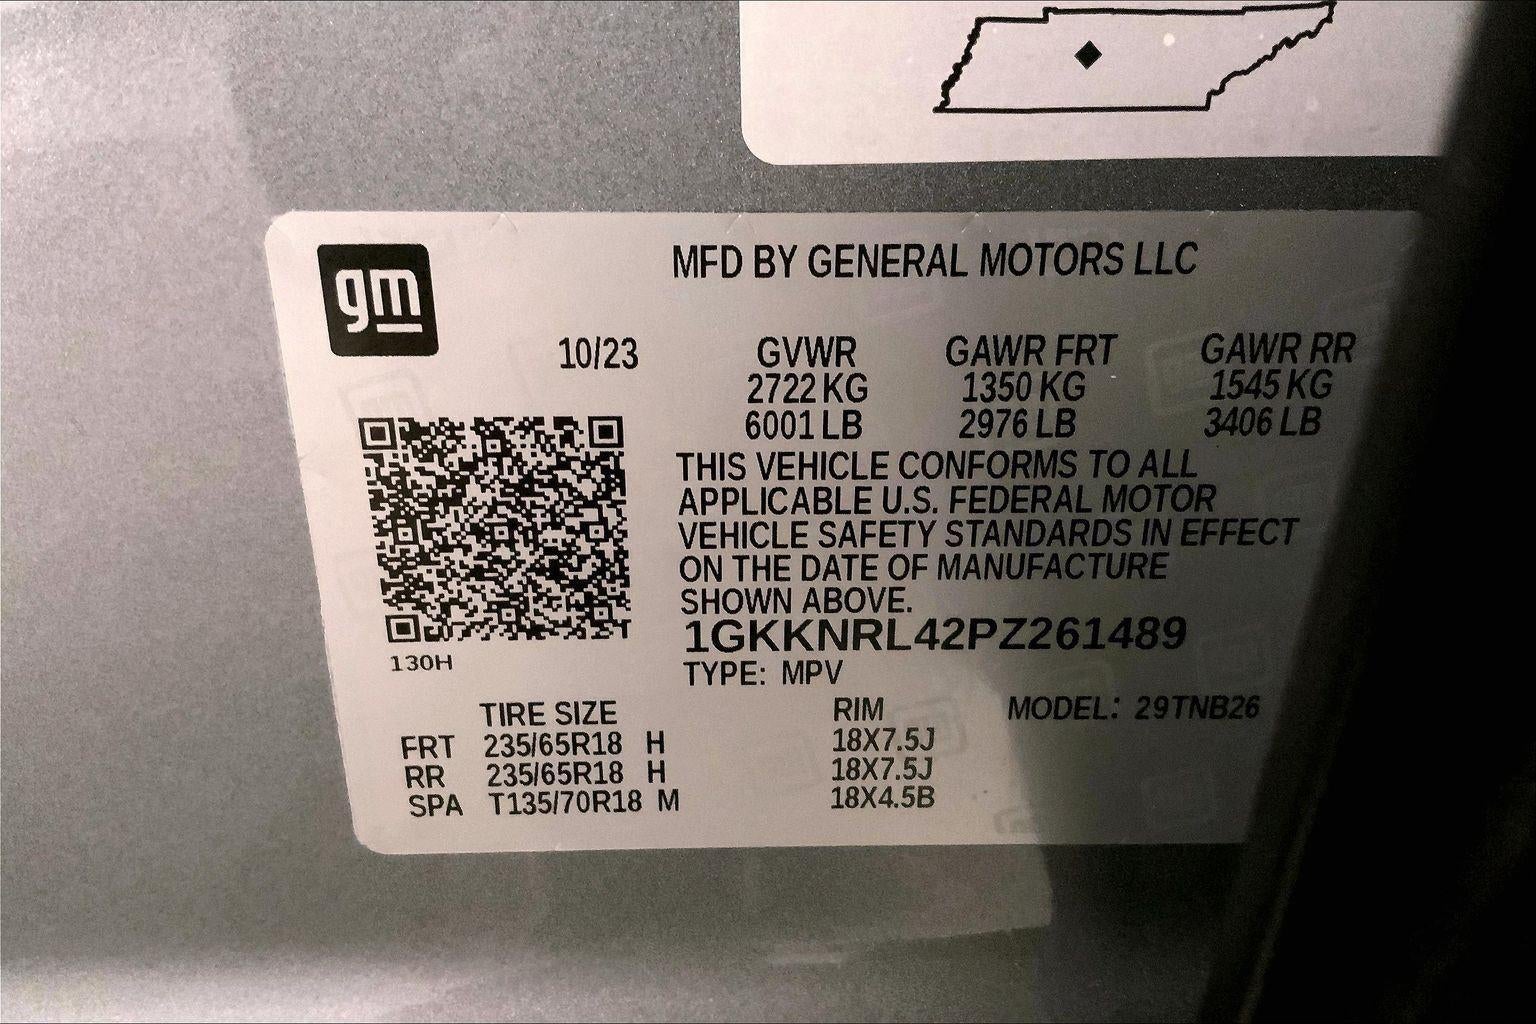 gm
MFD BY GENERAL MOTORS LLC
10/23 GVWR GAWR FRT GAWR RR
2722 KG 1350 KG 1545 KG
6001 LB 2976 LB 3406 LB
THIS VEHICLE CONFORMS TO ALL
APPLICABLE U.S. FEDERAL MOTOR
VEHICLE SAFETY STANDARDS IN EFFECT
ON THE DATE OF MANUFACTURE
SHOWN ABOVE.
1GKKNRL42PZ261489
130H
TYPE: MPV
TIRE SIZE RIM MODEL: 29TNB26
FRT 235/65R18 H 18X7.5J
RR 235/65R18 H 18X7.5J
SPA T135/70R18 M 18X4.5B